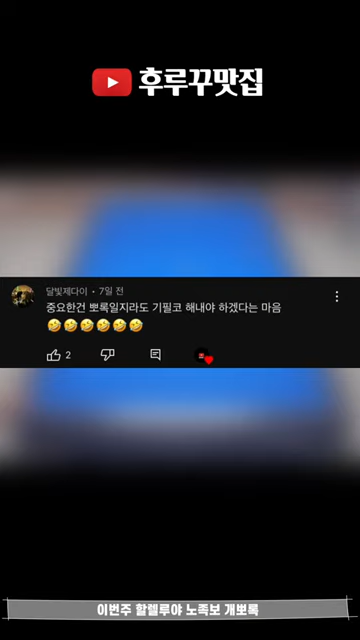 후루꾸맛집
달빛제다이 • 7일 전
중요한건 뽀록일지라도 기필코 해내야 하겠다는 마음
🤣🤣🤣🤣🤣🤣
2
이번주 할렐루야 노족보 개뽀록